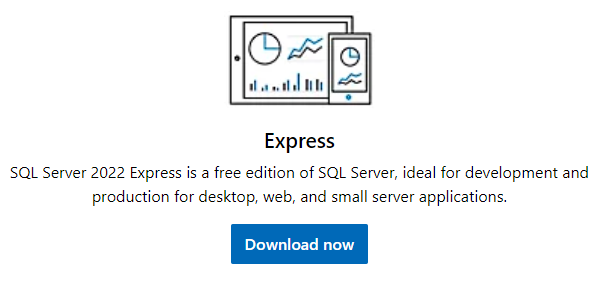 Express
SQL Server 2022 Express is a free edition of SQL Server, ideal for development and
production for desktop, web, and small server applications.
Download now